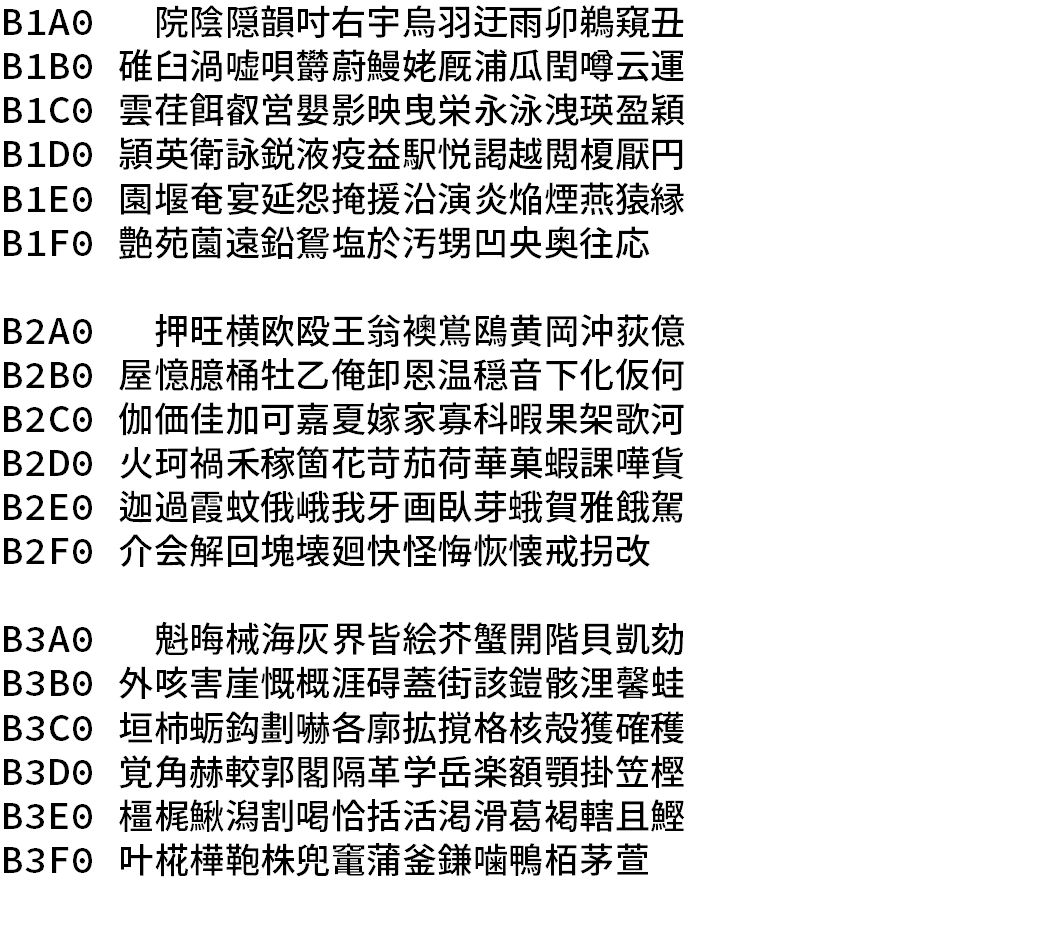 B1A0   院陰隠韻吋右宇烏羽迂雨卯鵜窺丑
B1B0 碓臼渦嘘唄欝蔚鰻姥厩浦瓜閏噂云運
B1C0 雲荏餌叡営嬰影映曳栄永泳洩瑛盈穎
B1D0 頴英衛詠鋭液疫益駅悦謁越閲榎厭円
B1E0 園堰奄宴延怨掩援沿演炎焔煙燕猿縁
B1F0 艶苑薗遠鉛鴛塩於汚甥凹央奥往応

B2A0   押旺横欧殴王翁襖鴬鴎黄岡沖荻億
B2B0 屋憶臆桶牡乙俺卸恩温穏音下化仮何
B2C0 伽価佳加可嘉夏嫁家寡科暇果架歌河
B2D0 火珂禍禾稼箇花苛茄荷華菓蝦課嘩貨
B2E0 迦過霞蚊俄峨我牙画臥芽蛾賀雅餓駕
B2F0 介会解回塊壊廻快怪悔恢懐戒拐改

B3A0   魁晦械海灰界皆絵芥蟹開階貝凱劾
B3B0 外咳害崖慨概涯碍蓋街該鎧骸浬馨蛙
B3C0 垣柿蛎鈎劃嚇各廓拡撹格核殻獲確穫
B3D0 覚角赫較郭閣隔革学岳楽額顎掛笠樫
B3E0 橿梶鰍潟割喝恰括活渇滑葛褐轄且鰹
B3F0 叶椛樺鞄株兜竃蒲釜鎌噛鴨栢茅萱